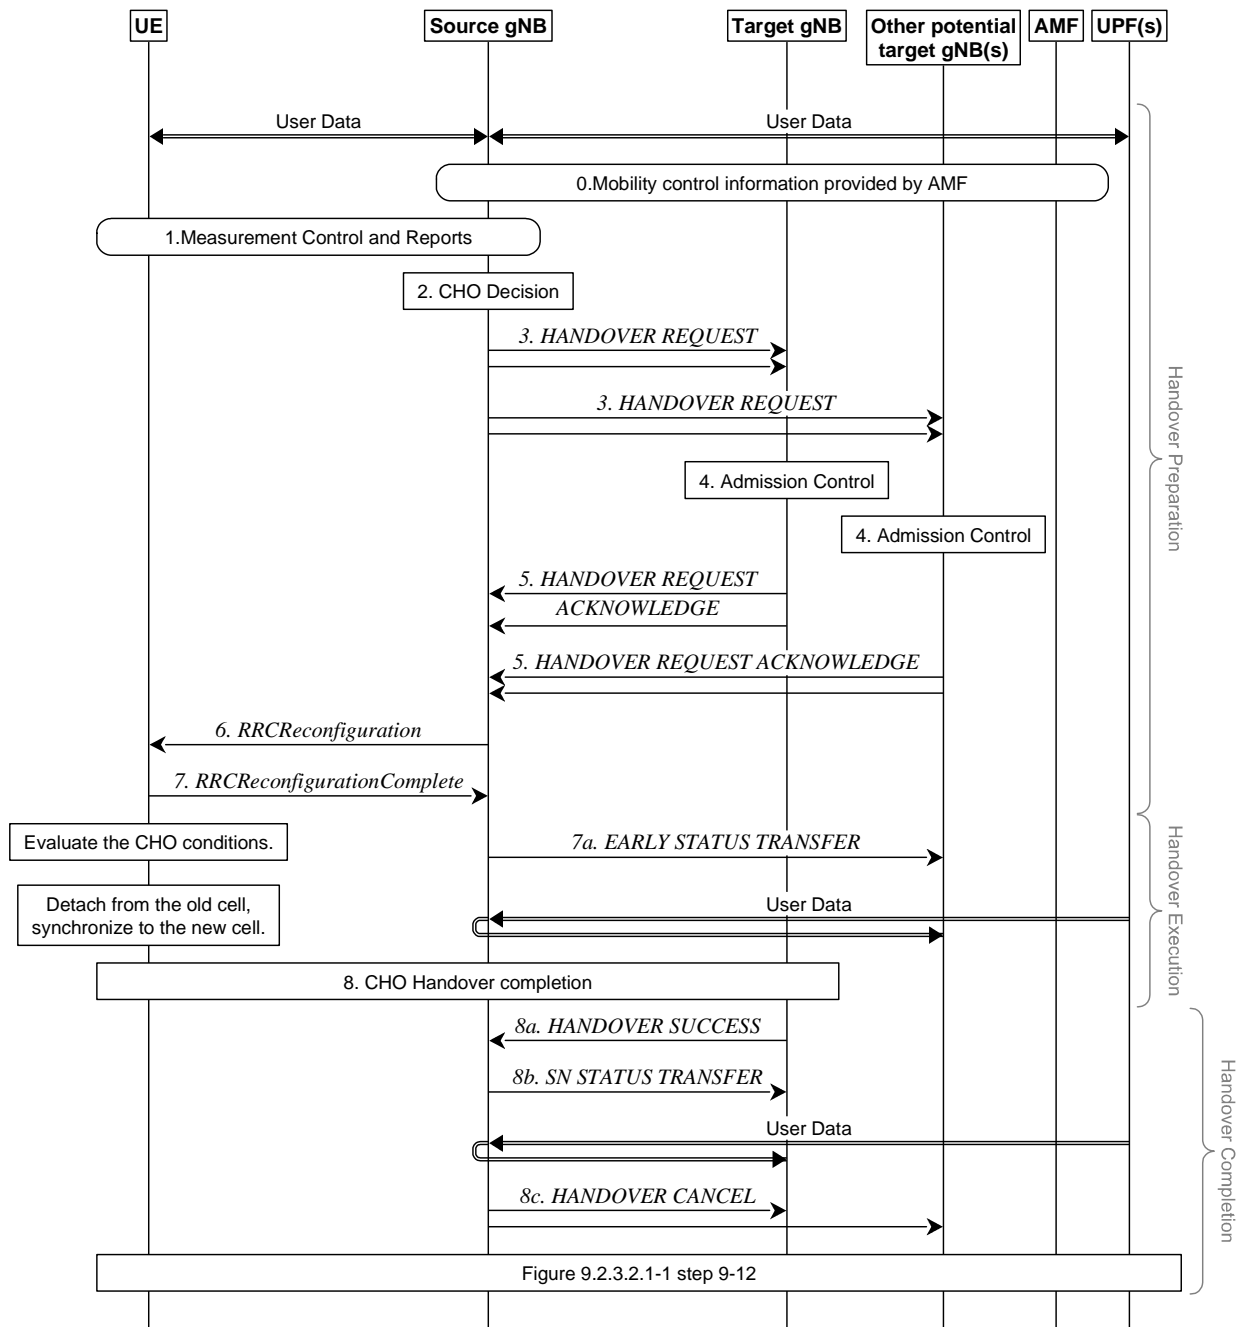 UE
Source gNB
Target gNB
Other potential
target gNB(s)
AMF
UPF(s)
User Data
User Data
0.Mobility control information provided by AMF
1.Measurement Control and Reports
2. CHO Decision
3. HANDOVER REQUEST
3. HANDOVER REQUEST
4. Admission Control
4. Admission Control
5. HANDOVER REQUEST
ACKNOWLEDGE
5. HANDOVER REQUEST ACKNOWLEDGE
6. RRCReconfiguration
7. RRCReconfigurationComplete
Handover Preparation
Evaluate the CHO conditions.
7a. EARLY STATUS TRANSFER
Detach from the old cell,
synchronize to the new cell.
User Data
Handover Execution
8. CHO Handover completion
8a. HANDOVER SUCCESS
8b. SN STATUS TRANSFER
User Data
8c. HANDOVER CANCEL
Handover Completion
Figure 9.2.3.2.1-1 step 9-12